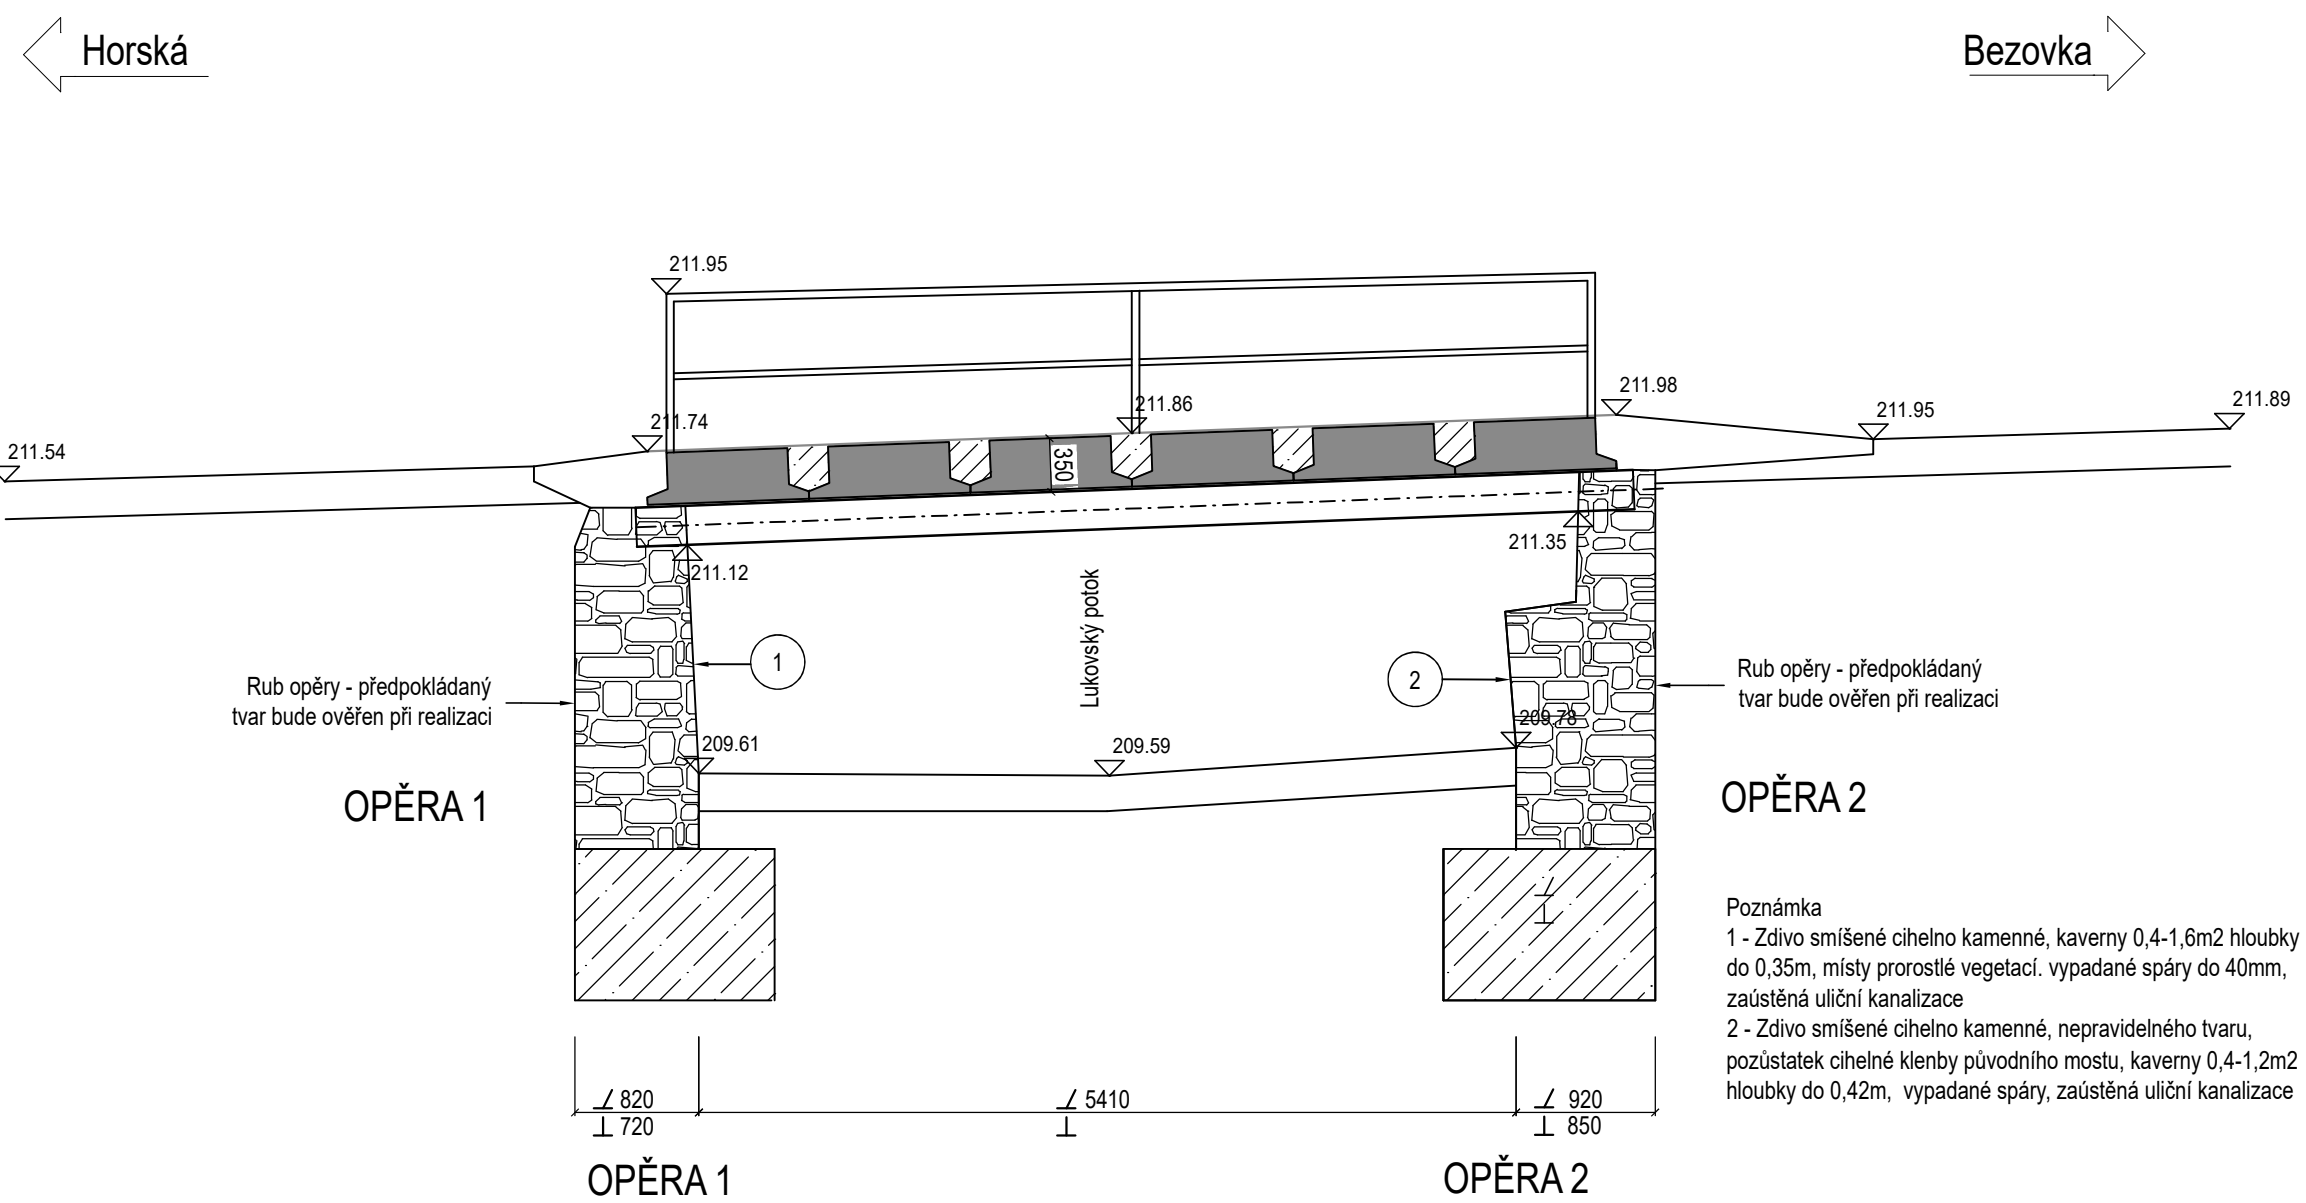 Horská
Bezovka
211.95
211.98
211.86
211.74
211.95
211.89
211.54
350
211.35
211.12
Lukovský potok
1
2
Rub opěry - předpokládaný
tvar bude ověřen při realizaci
Rub opěry - předpokládaný
tvar bude ověřen při realizaci
209.78
209.61
209.59
OPĚRA 1
OPĚRA 2
Poznámka
1 - Zdivo smíšené cihelno kamenné, kaverny 0,4-1,6m2 hloubky
do 0,35m, místy prorostlé vegetací. vypadané spáry do 40mm,
zaústěná uliční kanalizace
2 - Zdivo smíšené cihelno kamenné, nepravidelného tvaru,
pozůstatek cihelné klenby původního mostu, kaverny 0,4-1,2m2
hloubky do 0,42m, vypadané spáry, zaústěná uliční kanalizace
820
5410
920
720
850
OPĚRA 1
OPĚRA 2